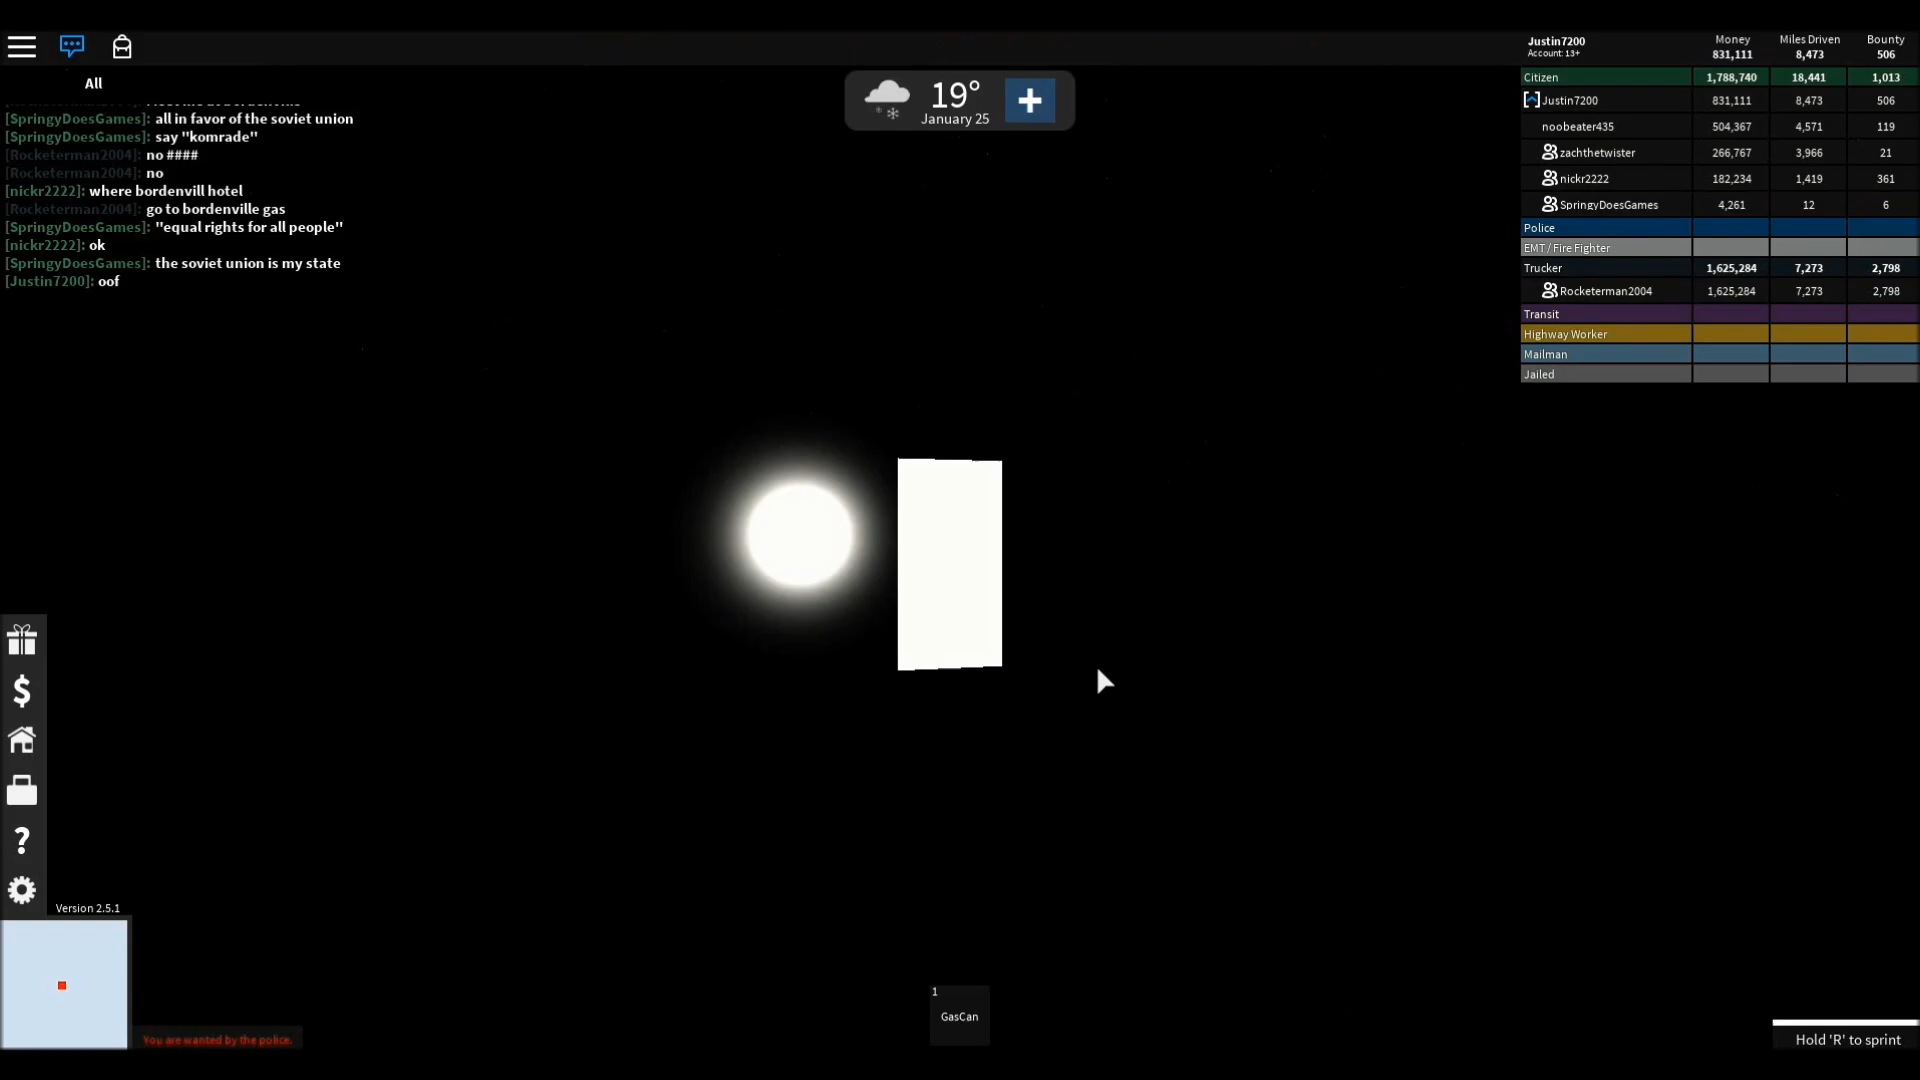 Justin7200
Account: 13+
Money
831,111
Miles Driven
8,473
Bounty
506
All
19°
January 25
[SpringyDoesGames]: all in favor of the soviet union
[SpringyDoesGames]: say "komrade"
[Rocketerman2004]: no ####
[Rocketerman2004]: no
[nickr2222]: where bordenvill hotel
[Rocketerman2004]: go to bordenville gas
[SpringyDoesGames]: "equal rights for all people"
[nickr2222]: ok
[SpringyDoesGames]: the soviet union is my state
[Justin7200]: oof
Citizen 1,788,740 18,441 1,013
Justin7200 831,111 8,473 506
noobeater435 504,367 4,571 119
zachthetwister 266,767 3,966 21
nickr2222 182,234 1,419 361
SpringyDoesGames 4,261 12 6
Police
EMT / Fire Fighter
Trucker 1,625,284 7,273 2,798
Rocketerman2004 1,625,284 7,273 2,798
Transit
Highway Worker
Mailman
Jailed
Version 2.5.1
You are wanted by the police.
1
GasCan
Hold 'R' to sprint